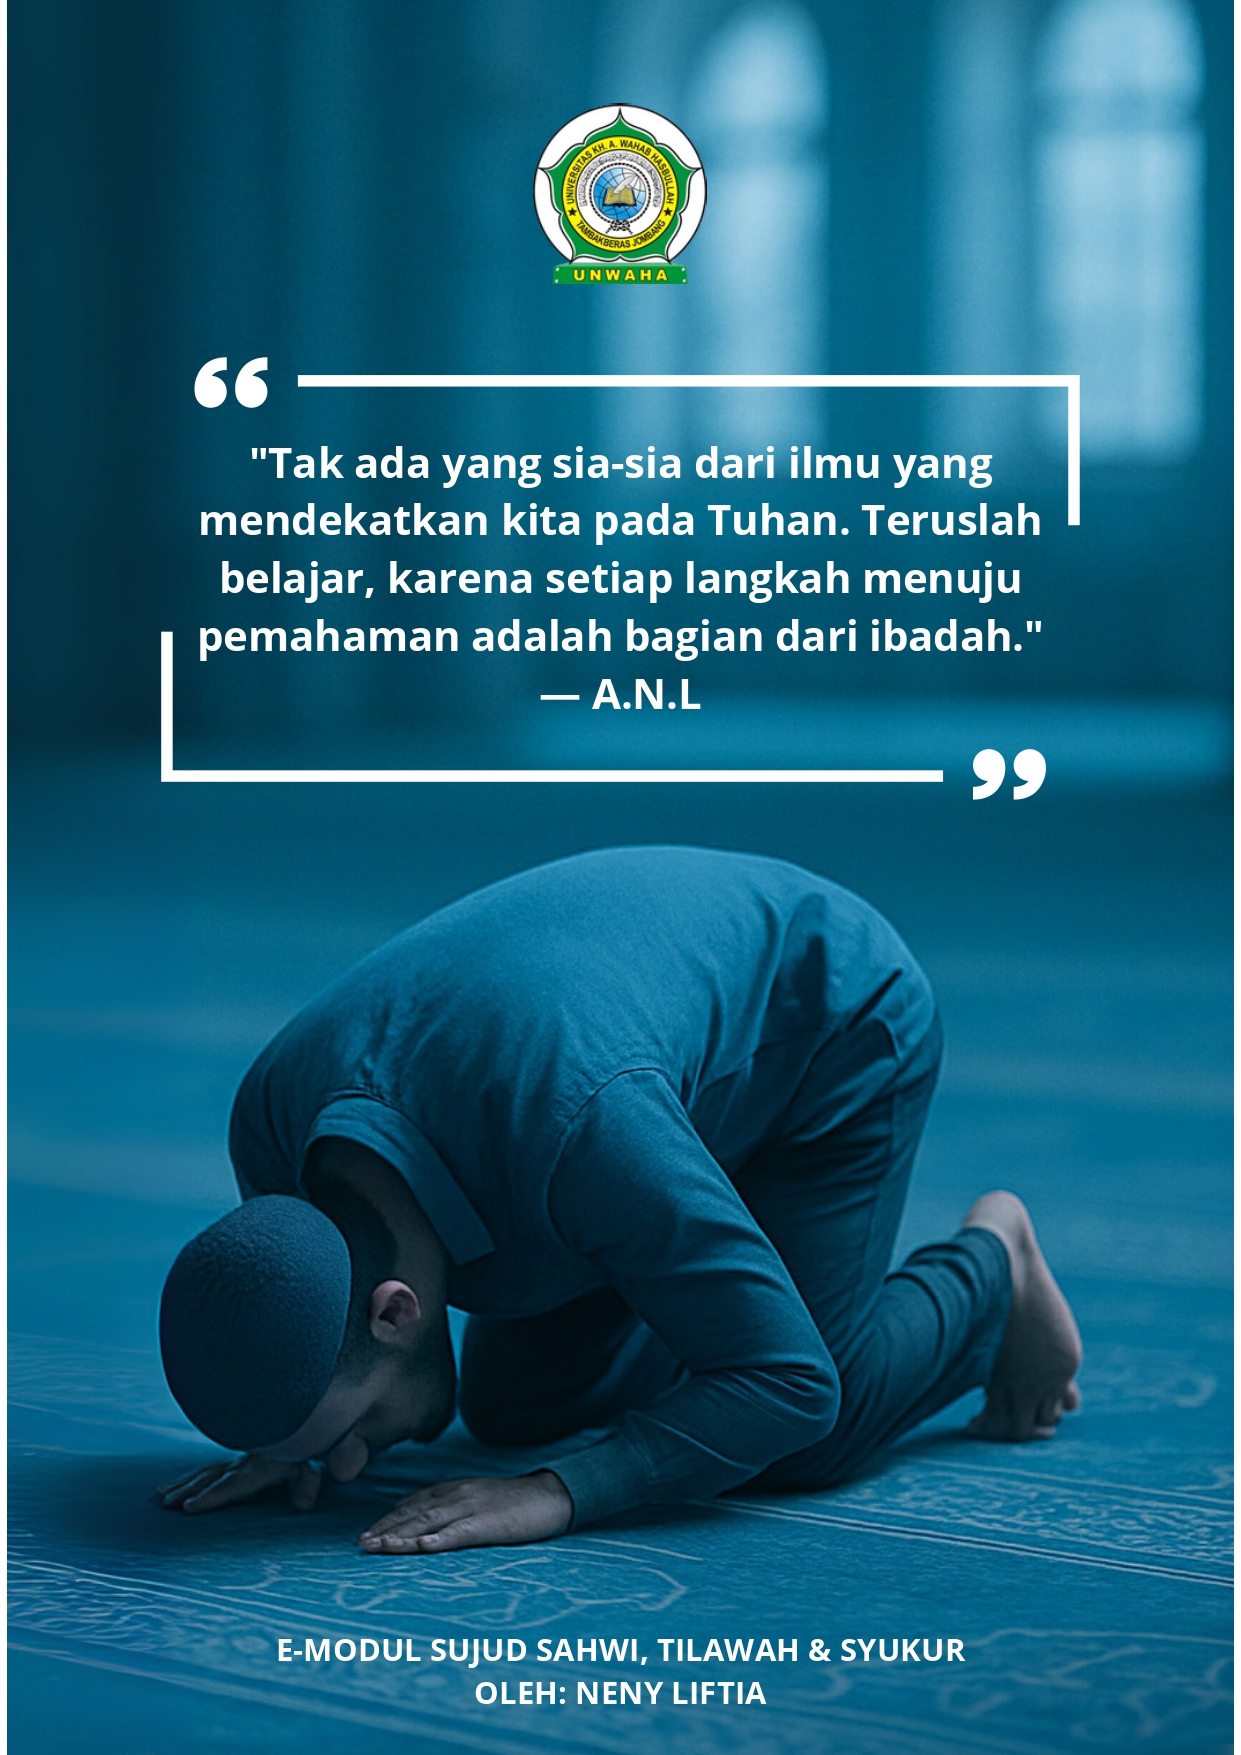 UNIVERSITAS KH. A. WAHAB HASBULLAH
TAMBAKBERAS JOMBANG
UNWAHA
"Tak ada yang sia-sia dari ilmu yang
mendekatkan kita pada Tuhan. Teruslah
belajar, karena setiap langkah menuju
pemahaman adalah bagian dari ibadah."
— A.N.L
E-MODUL SUJUD SAHWI, TILAWAH & SYUKUR
OLEH: NENY LIFTIA